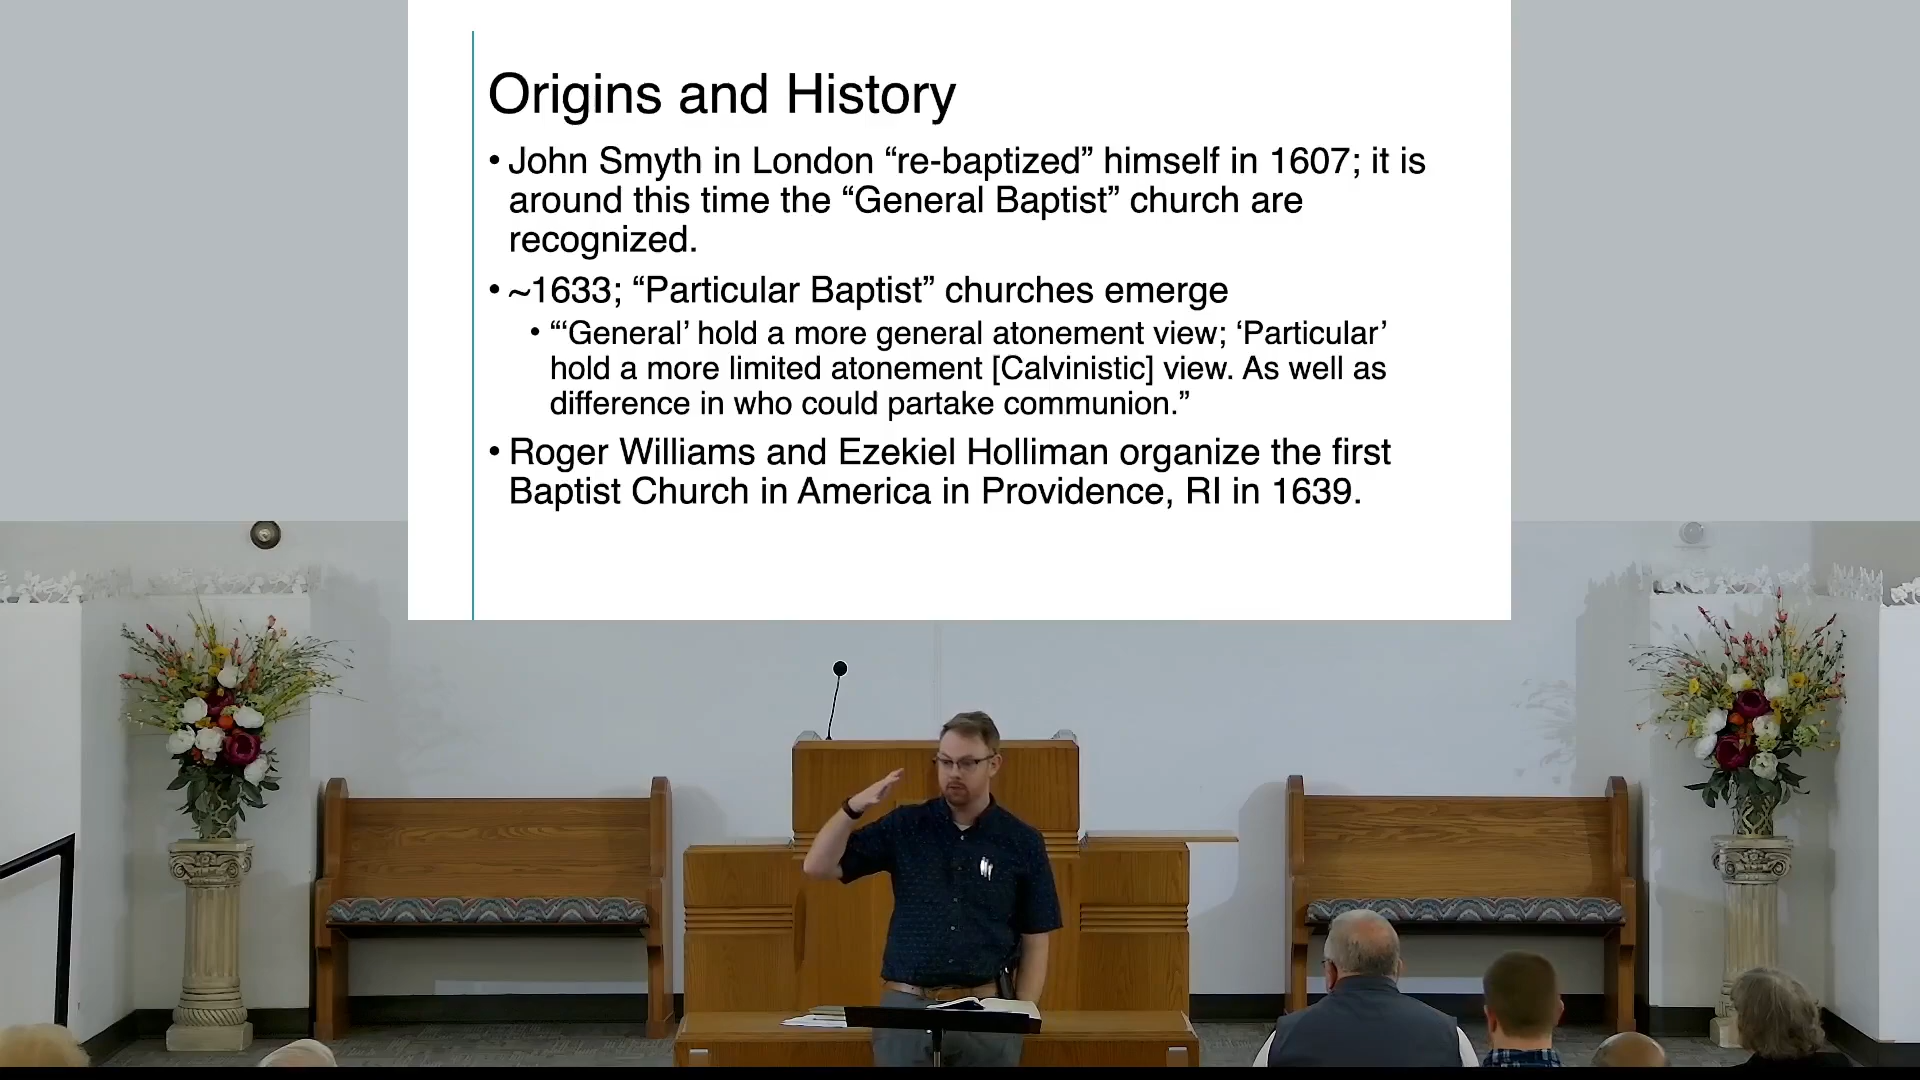 Origins and History
• John Smyth in London “re-baptized” himself in 1607; it is
around this time the “General Baptist” church are
recognized.
• ~1633; “Particular Baptist” churches emerge
• “‘General’ hold a more general atonement view; ‘Particular’
hold a more limited atonement [Calvinistic] view. As well as
difference in who could partake communion.”
• Roger Williams and Ezekiel Holliman organize the first
Baptist Church in America in Providence, RI in 1639.